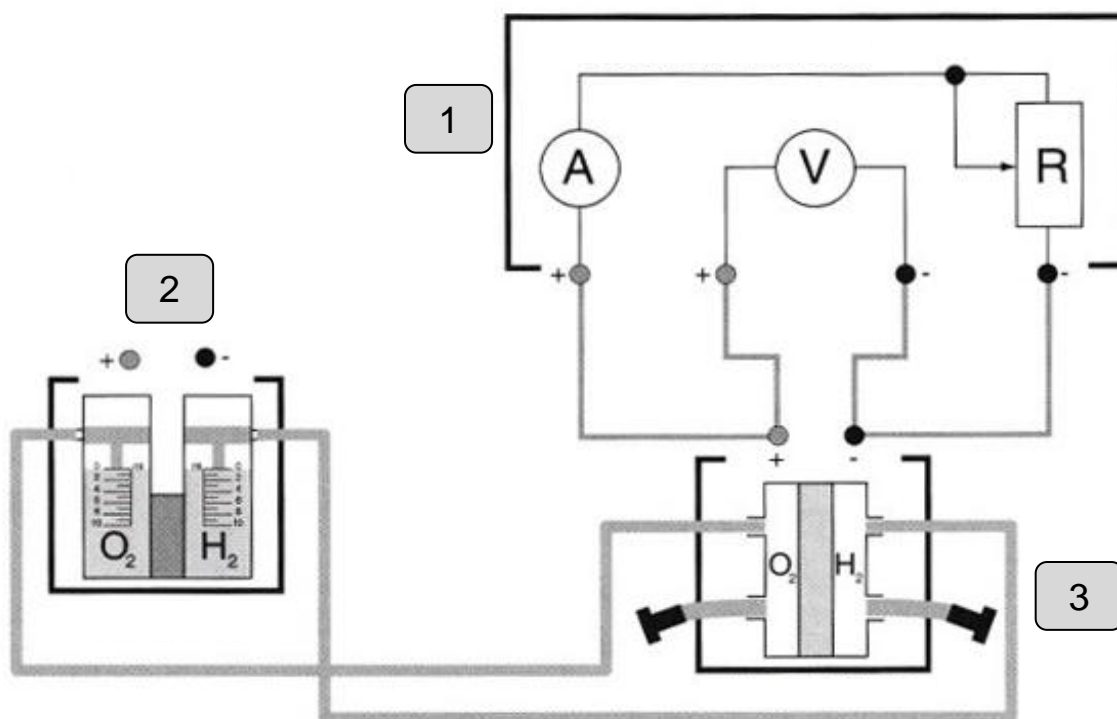 1
A
V
R
+
+
-
-
2
+
-
+
-
O₂
H₂
O₂
H₂
3